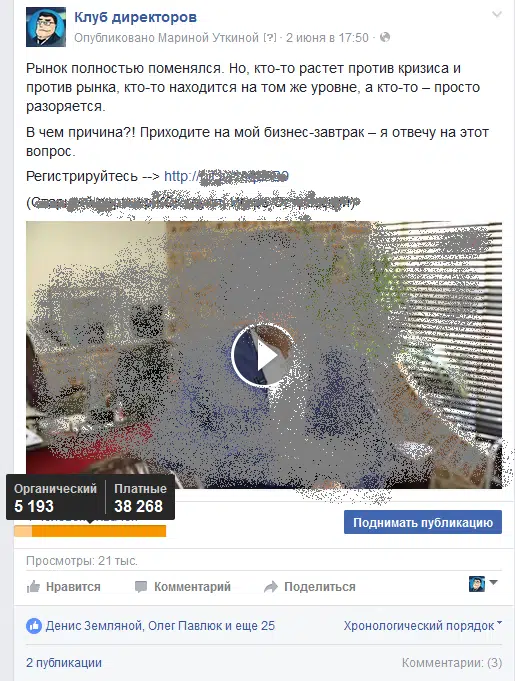 Клуб директоров
Опубликовано Мариной Уткиной [?] · 2 июня в 17:50 ·
Рынок полностью поменялся. Но, кто-то растет против кризиса и
против рынка, кто-то находится на том же уровне, а кто-то – просто
разоряется.
В чем причина?! Приходите на мой бизнес-завтрак – я отвечу на этот
вопрос.
Регистрируйтесь --> http://
Органический Платные
5 193 38 268
Поднимать публикацию
Просмотры: 21 тыс.
Нравится Комментарий Поделиться
Денис Земляной, Олег Павлюк и еще 25 Хронологический порядок
2 публикации Комментарии: (3)